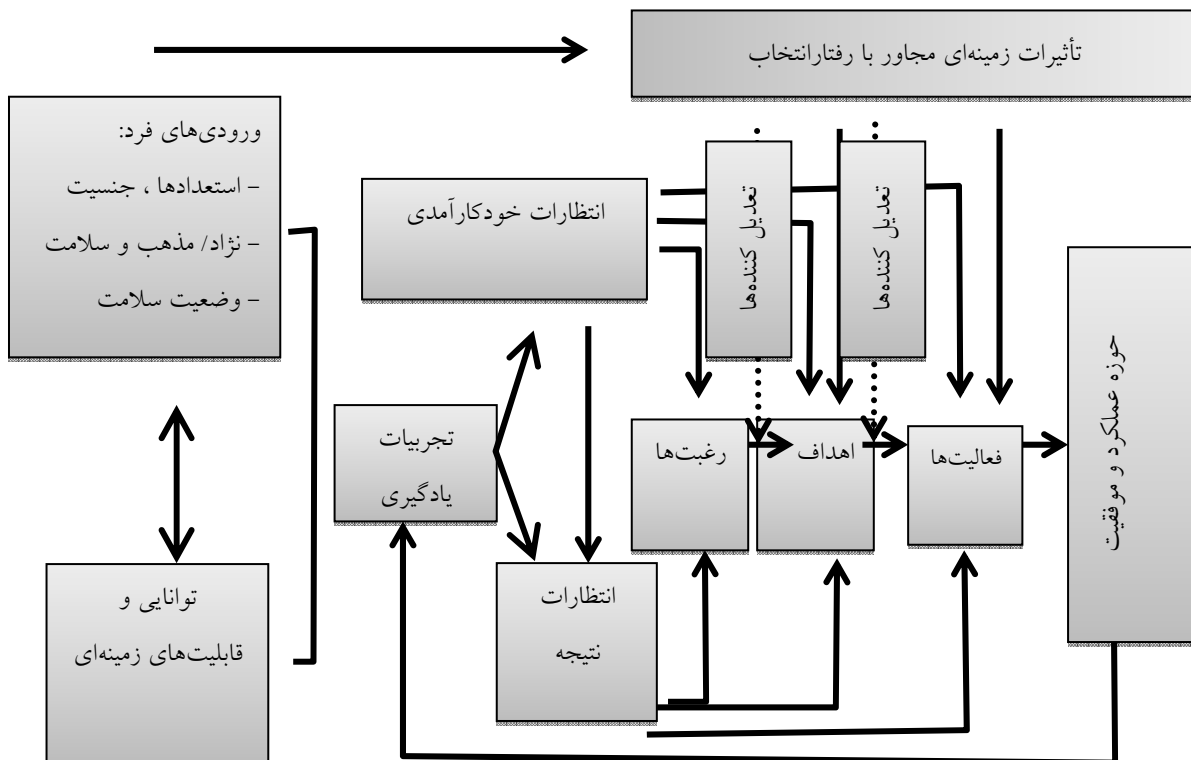 تأثیرات زمینه‌ای مجاور با رفتارانتخاب
ورودی‌های فرد:
– استعدادها ، جنسیت
– نژاد/ مذهب و سلامت
– وضعیت سلامت
انتظارات خودکارآمدی
تعدیل کننده‌ها
تعدیل کننده‌ها
حوزه عملکرد و موفقیت
تجربیات
یادگیری
رغبت‌ها
اهداف
فعالیت‌ها
انتظارات
نتیجه
توانایی و
قابلیت‌های زمینه‌ای